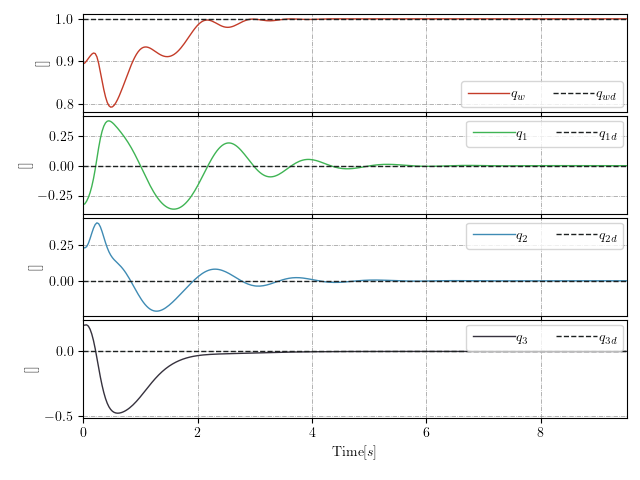 1.0
0.9
0.8
[]
q_w q_wd
0.25
0.00
−0.25
[]
q_1 q_1d
0.25
0.00
[]
q_2 q_2d
0.0
−0.5
[]
q_3 q_3d
0 2 4 6 8
Time[s]